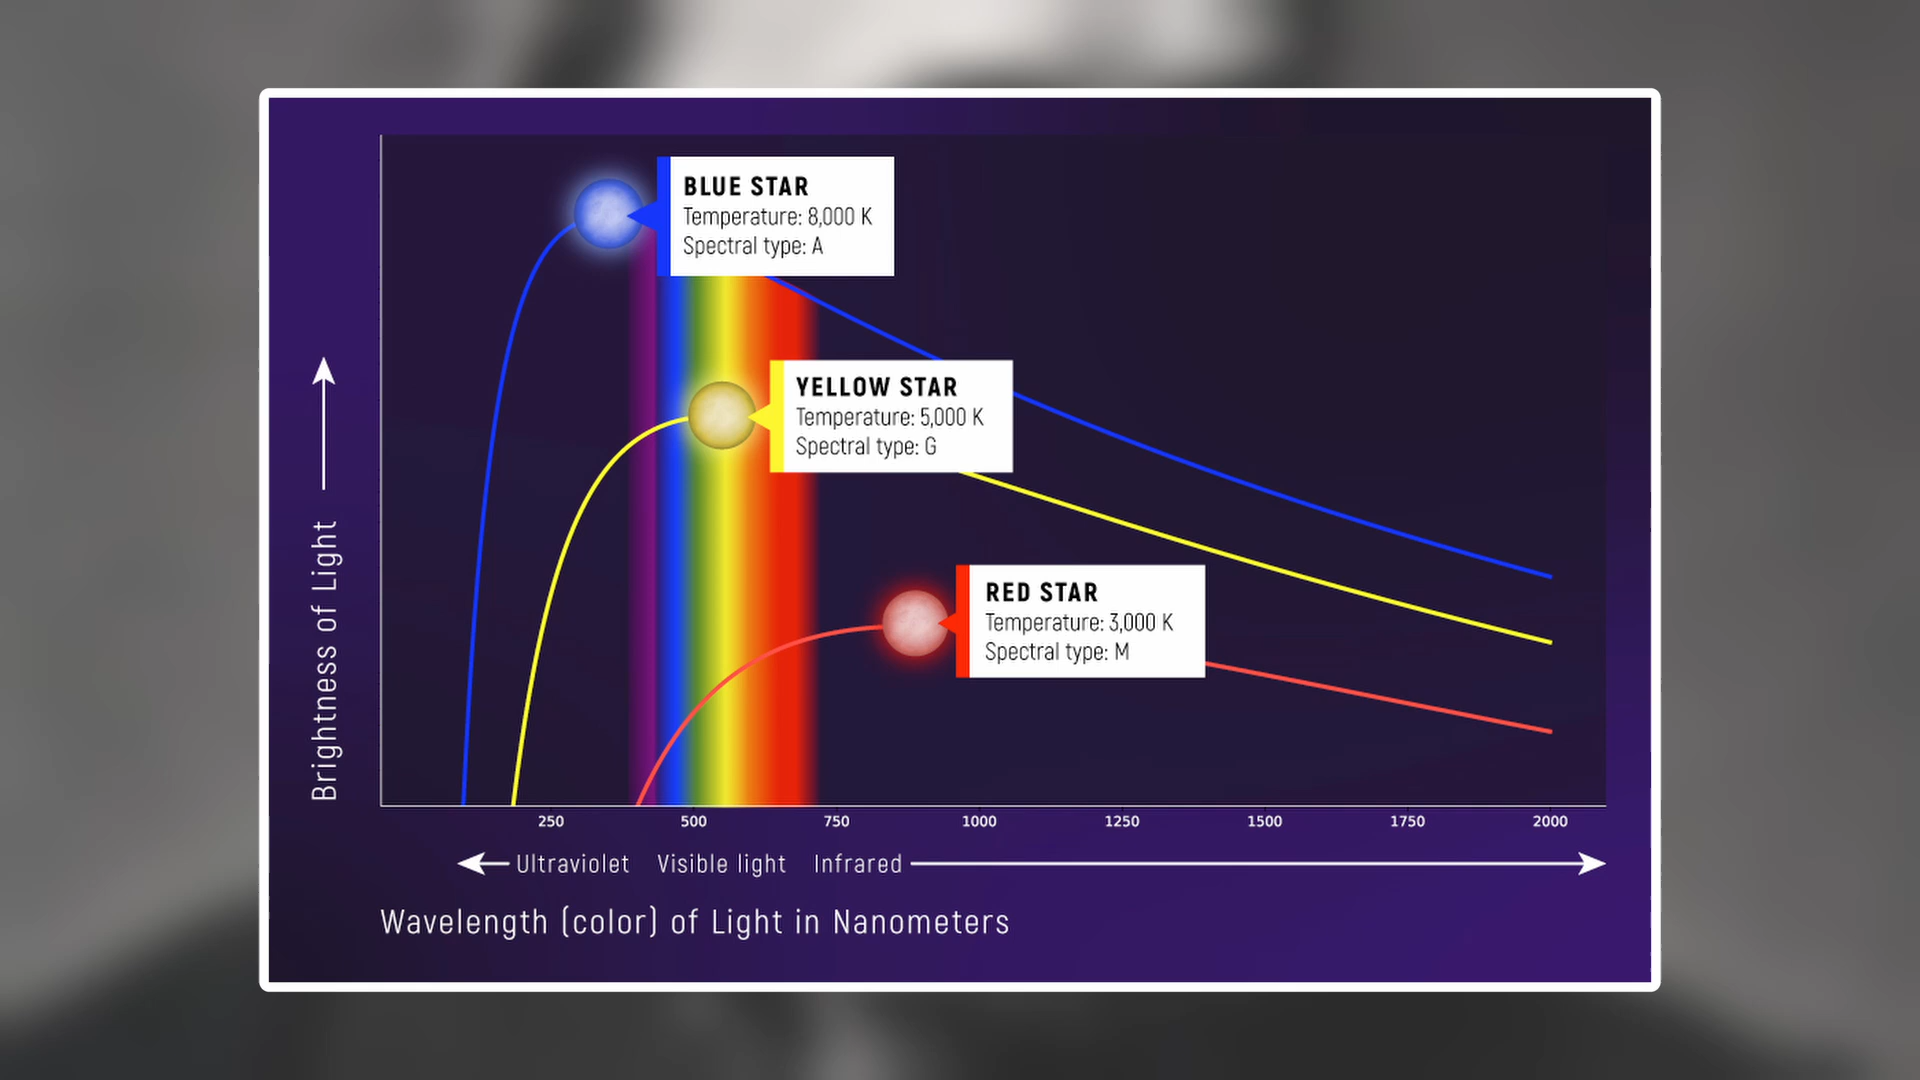 BLUE STAR
Temperature: 8,000 K
Spectral type: A
YELLOW STAR
Temperature: 5,000 K
Spectral type: G
RED STAR
Temperature: 3,000 K
Spectral type: M
Brightness of Light
250 500 750 1000 1250 1500 1750 2000
Ultraviolet Visible light Infrared
Wavelength (color) of Light in Nanometers